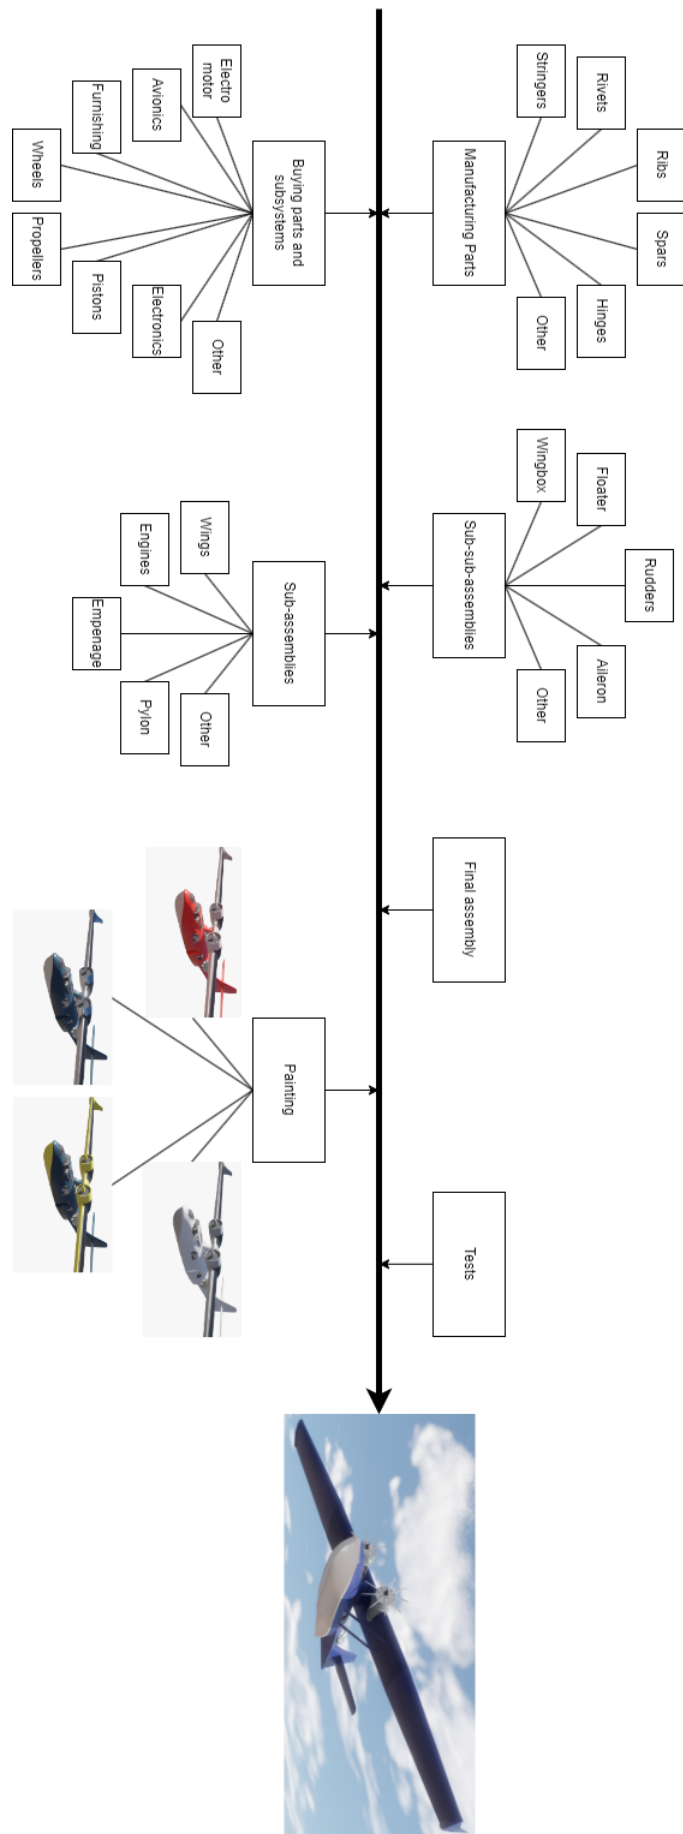 Stringers
Rivets
Ribs
Spars
Hinges
Other
Manufacturing Parts
Wingbox
Floater
Rudders
Aileron
Other
Sub-sub-assemblies
Final assembly
Tests
Buying parts and
subsystems
Electro
motor
Avionics
Furnishing
Wheels
Propellers
Pistons
Electronics
Other
Sub-assemblies
Wings
Engines
Empenage
Pylon
Other
Painting